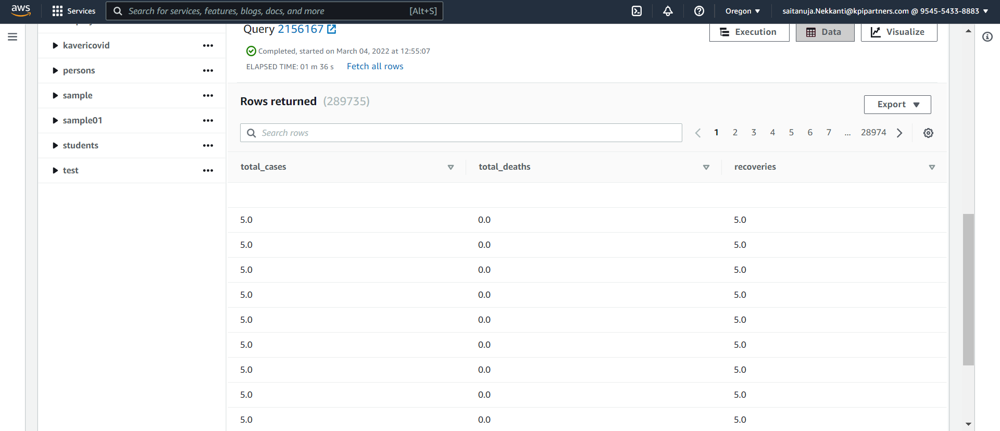 aws Services Search for services, features, blogs, docs, and more [Alt+S] Oregon saitanuja.Nekkanti@kpipartners.com @ 9545-5433-8883
kavericovid
persons
sample
sample01
students
test
Query 2156167
Execution Data Visualize
Completed, started on March 04, 2022 at 12:55:07
ELAPSED TIME: 01 m 36 s Fetch all rows
Rows returned (289735)
Export
Search rows 1 2 3 4 5 6 7 ... 28974
total_cases total_deaths recoveries
5.0 0.0 5.0
5.0 0.0 5.0
5.0 0.0 5.0
5.0 0.0 5.0
5.0 0.0 5.0
5.0 0.0 5.0
5.0 0.0 5.0
5.0 0.0 5.0
5.0 0.0 5.0